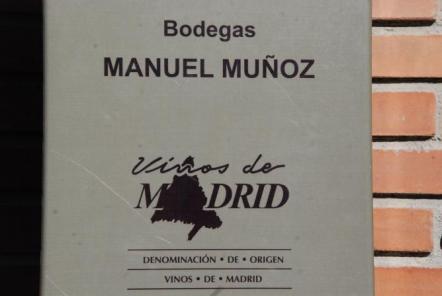 Bodegas
MANUEL MUÑOZ
Viños de
MADRID
DENOMINACIÓN • DE • ORIGEN
VINOS • DE • MADRID